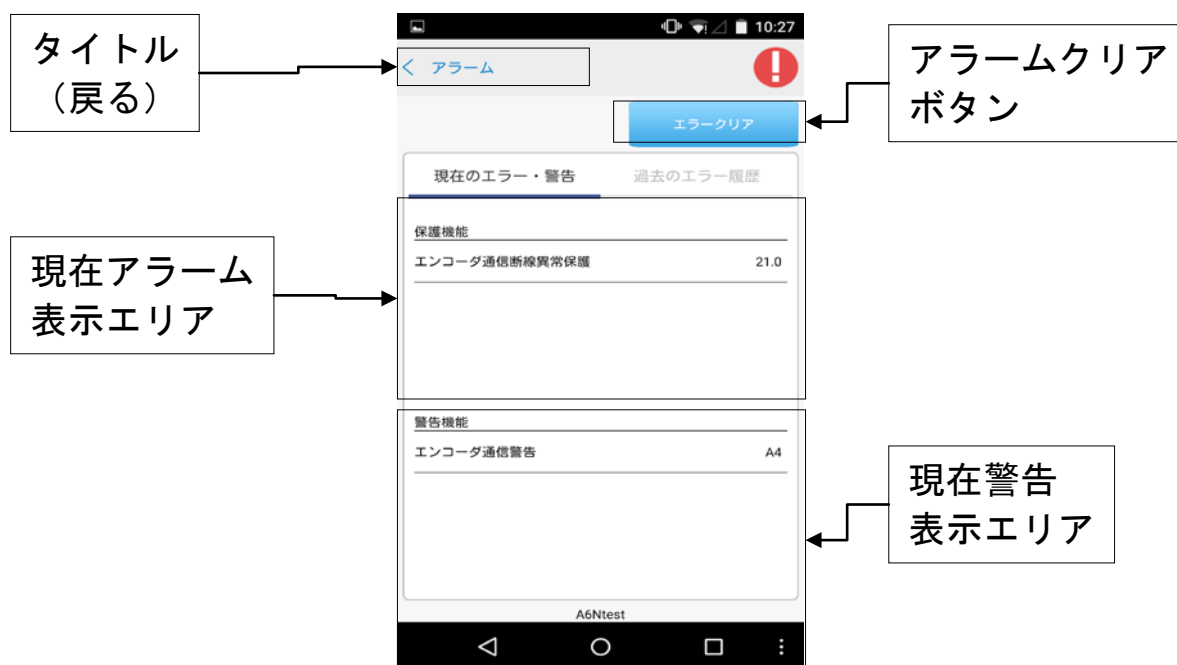 タイトル
（戻る）
10:27
アラーム
アラームクリア
ボタン
エラークリア
現在のエラー・警告
過去のエラー履歴
保護機能
エンコーダ通信断線異常保護
21.0
現在アラーム
表示エリア
警告機能
エンコーダ通信警告
A4
現在警告
表示エリア
A6Ntest